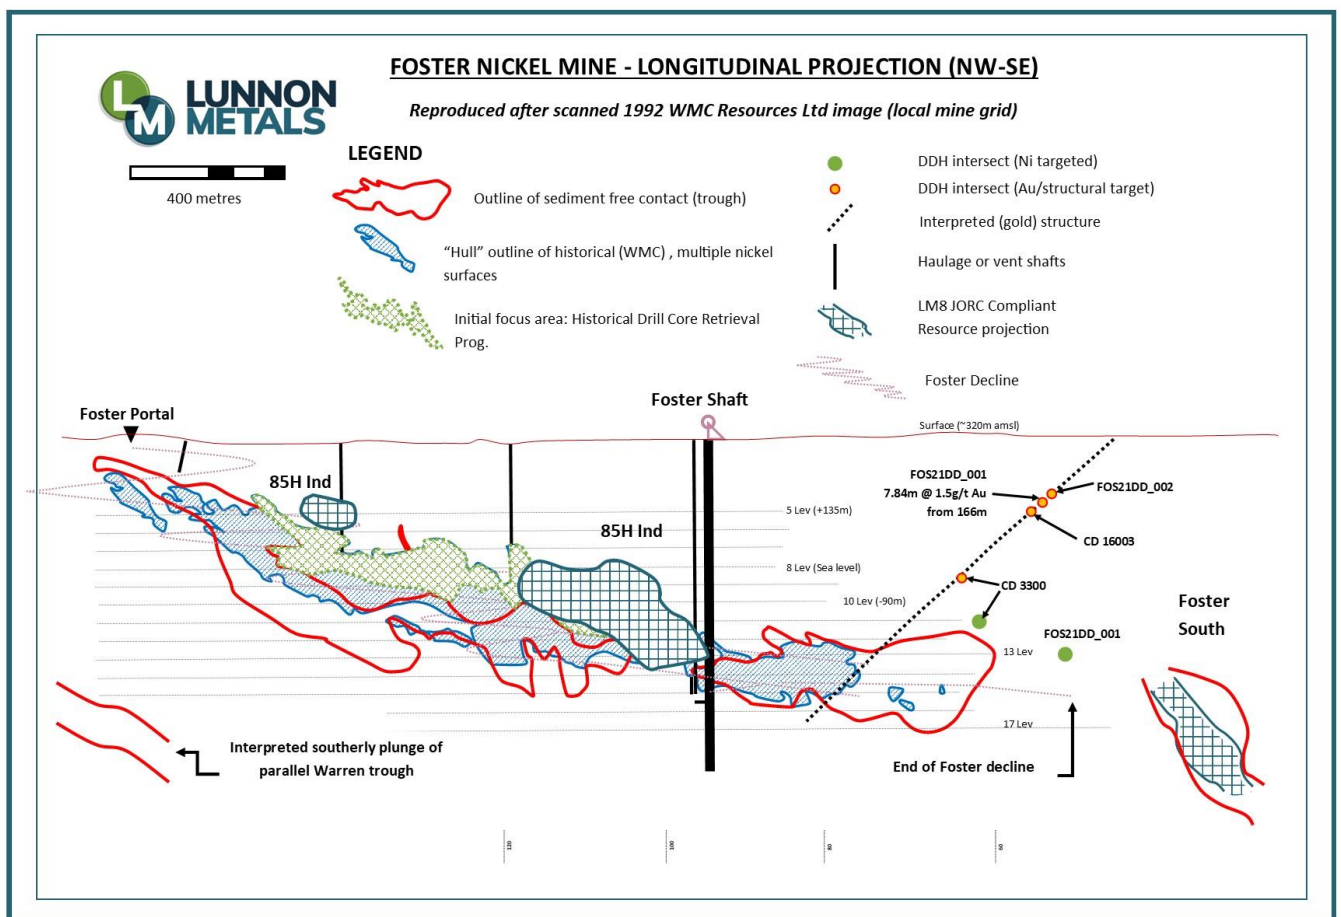 FOSTER NICKEL MINE - LONGITUDINAL PROJECTION (NW-SE)
LM
LUNNON
METALS
Reproduced after scanned 1992 WMC Resources Ltd image (local mine grid)
400 metres
LEGEND
Outline of sediment free contact (trough)
“Hull” outline of historical (WMC) , multiple nickel
surfaces
Initial focus area: Historical Drill Core Retrieval
Prog.
DDH intersect (Ni targeted)
DDH intersect (Au/structural target)
Interpreted (gold) structure
Haulage or vent shafts
LM8 JORC Compliant
Resource projection
Foster Decline
Foster Portal
Foster Shaft
Surface (~320m amsl)
85H Ind
85H Ind
5 Lev (+135m)
8 Lev (Sea level)
10 Lev (-90m)
13 Lev
17 Lev
FOS21DD_001
7.84m @ 1.5g/t Au
from 166m
FOS21DD_002
CD 16003
CD 3300
FOS21DD_001
Foster
South
Interpreted southerly plunge of
parallel Warren trough
End of Foster decline
120
100
80
60